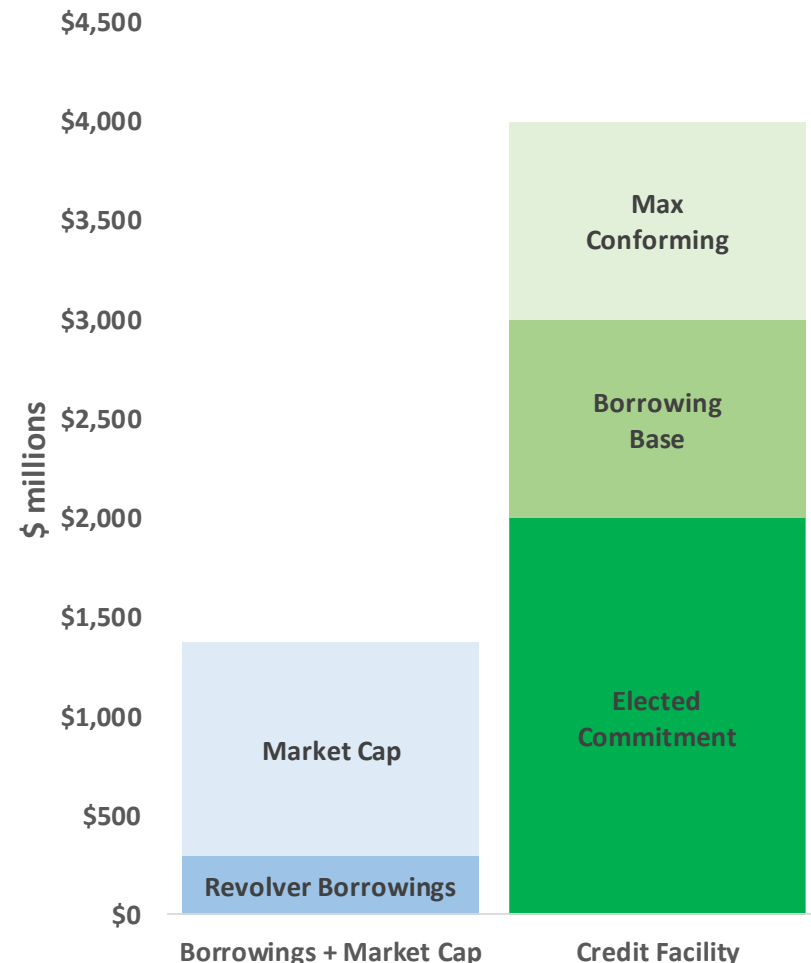 $4,500
$4,000
$3,500
$3,000
$2,500
$2,000
$1,500
$1,000
$500
$0
$ millions
Max
Conforming
Borrowing
Base
Elected
Commitment
Market Cap
Revolver Borrowings
Borrowings + Market Cap
Credit Facility